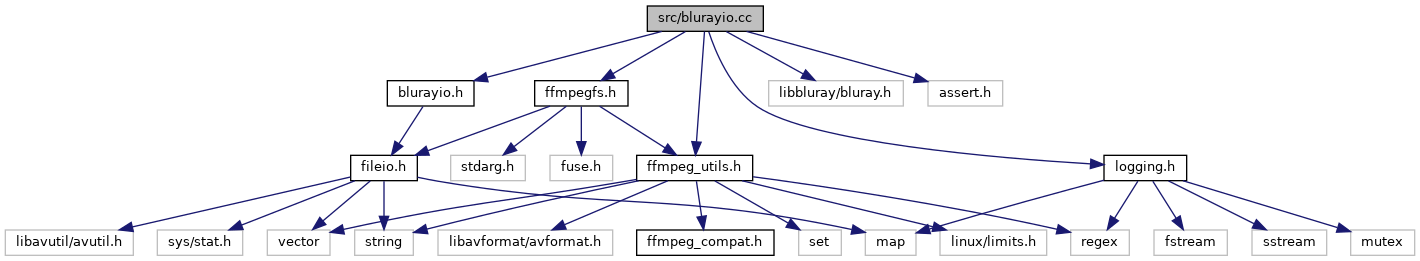 src/blurayio.cc
blurayio.h
ffmpegfs.h
libbluray/bluray.h
assert.h
fileio.h
stdarg.h
fuse.h
ffmpeg_utils.h
logging.h
libavutil/avutil.h
sys/stat.h
vector
string
libavformat/avformat.h
ffmpeg_compat.h
set
map
linux/limits.h
regex
fstream
sstream
mutex